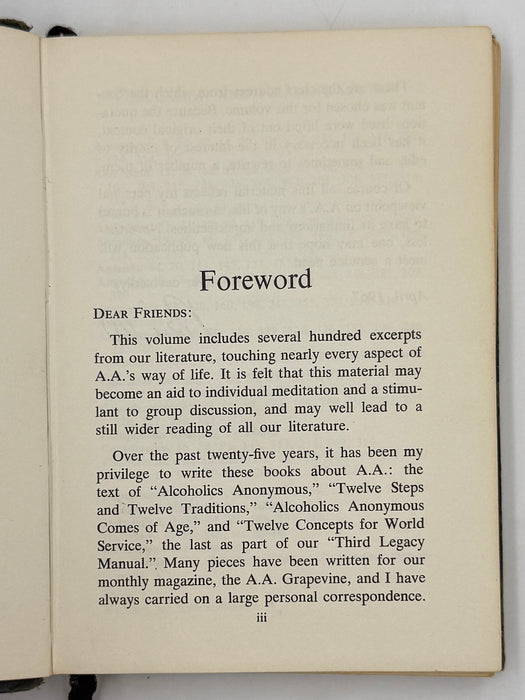 Foreword
DEAR FRIENDS:
This volume includes several hundred excerpts
from our literature, touching nearly every aspect of
A.A.'s way of life. It is felt that this material may
become an aid to individual meditation and a stimu-
lant to group discussion, and may well lead to a
still wider reading of all our literature.
Over the past twenty-five years, it has been my
privilege to write these books about A.A.: the
text of "Alcoholics Anonymous," "Twelve Steps
and Twelve Traditions," "Alcoholics Anonymous
Comes of Age," and "Twelve Concepts for World
Service," the last as part of our "Third Legacy
Manual." Many pieces have been written for our
monthly magazine, the A.A. Grapevine, and I have
always carried on a large personal correspondence.
iii